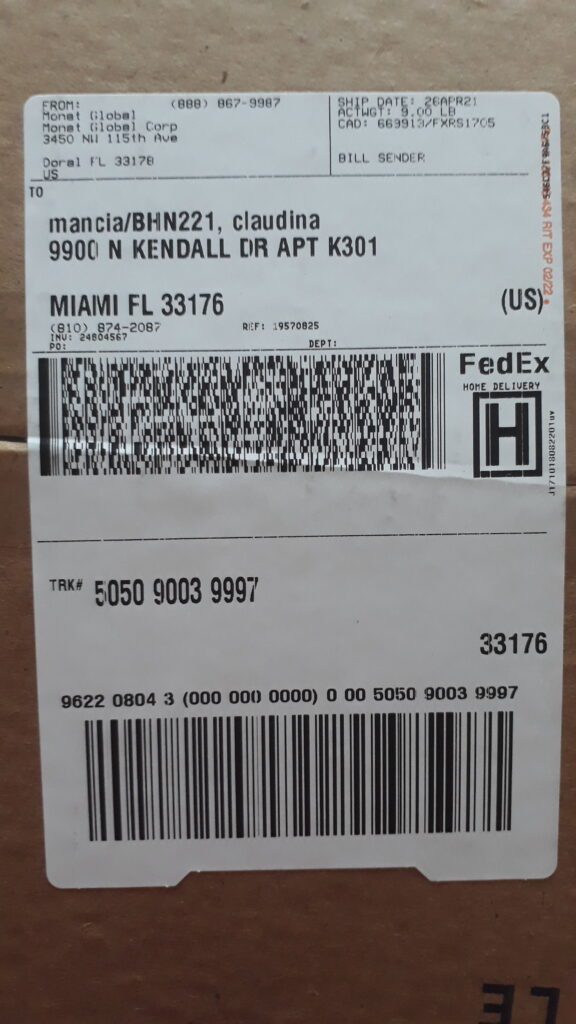 FROM: (888) 867-9987
Monat Global
Monat Global Corp
3450 NW 115th Ave
Doral FL 33178
US
SHIP DATE: 26APR21
ACTWGT: 9.00 LB
CAD: 669913/FXRS1705
BILL SENDER
TO
mancia/BHN221, claudina
9900 N KENDALL DR APT K301
MIAMI FL 33176
(US)
(810) 874-2087
REF: 19570825
INV: 24804567
PO:
DEPT:
FedEx
HOME DELIVERY
H
RIT EXP 02/22
TRK# 5050 9003 9997
33176
9622 0804 3 (000 000 0000) 0 00 5050 9003 9997